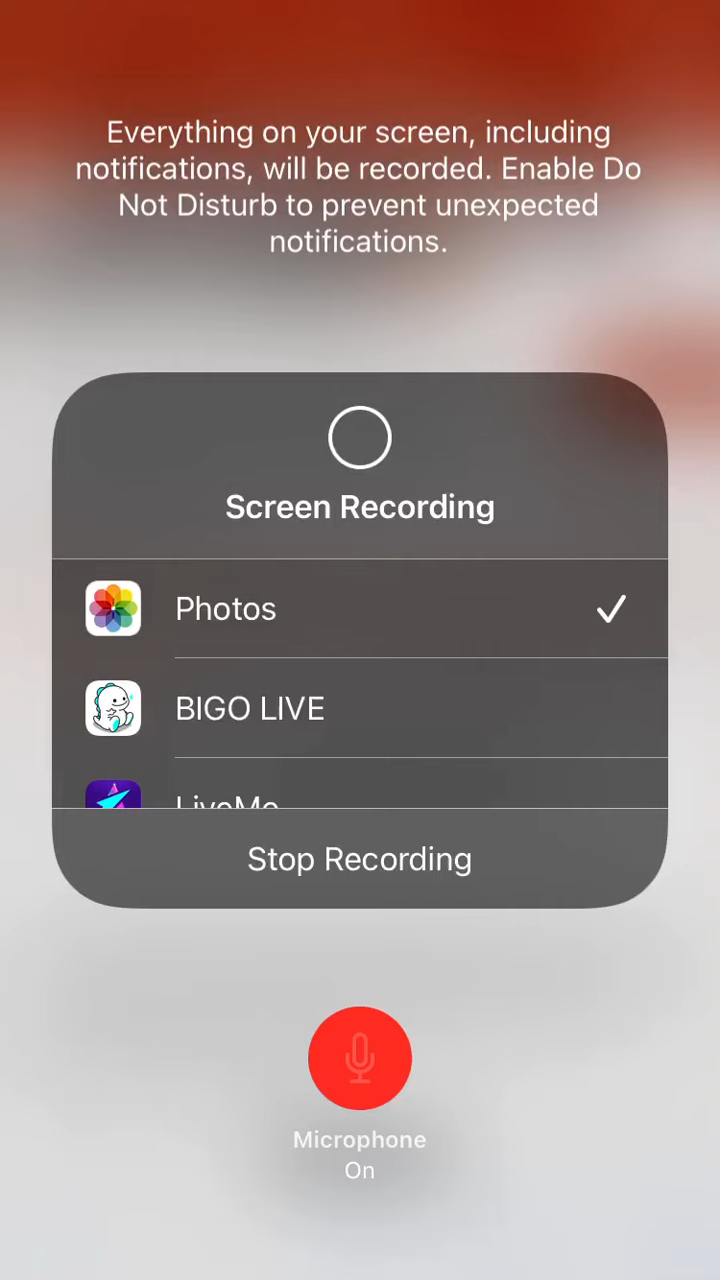 Everything on your screen, including
notifications, will be recorded. Enable Do
Not Disturb to prevent unexpected
notifications.
Screen Recording
Photos
BIGO LIVE
LiveMe
Stop Recording
Microphone
On